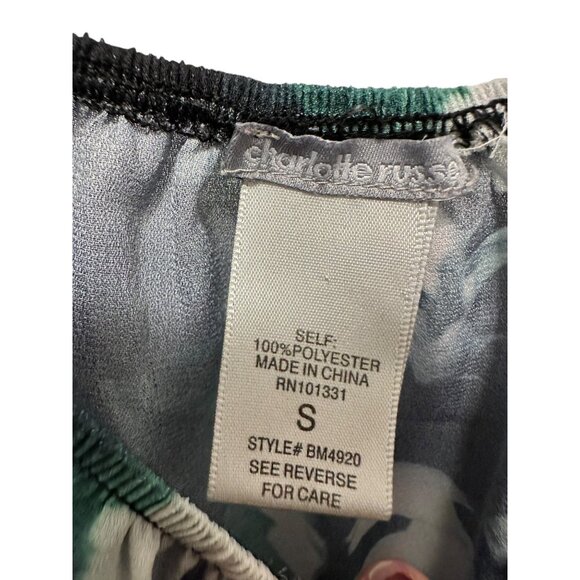 charlotte russe
SELF:
100%POLYESTER
MADE IN CHINA
RN101331
S
STYLE# BM4920
SEE REVERSE
FOR CARE